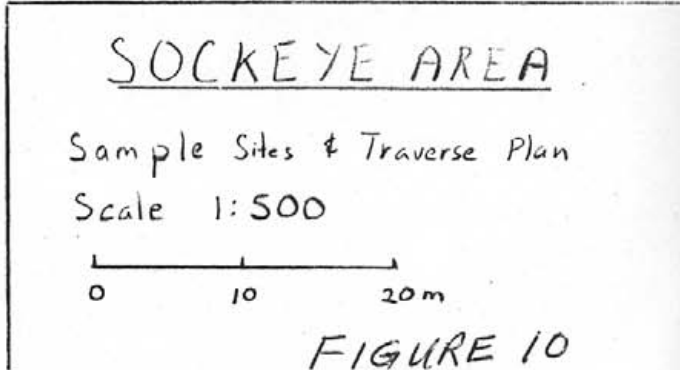 SOCKEYE AREA
Sample Sites & Traverse Plan
Scale 1:500
0 10 20m
FIGURE 10